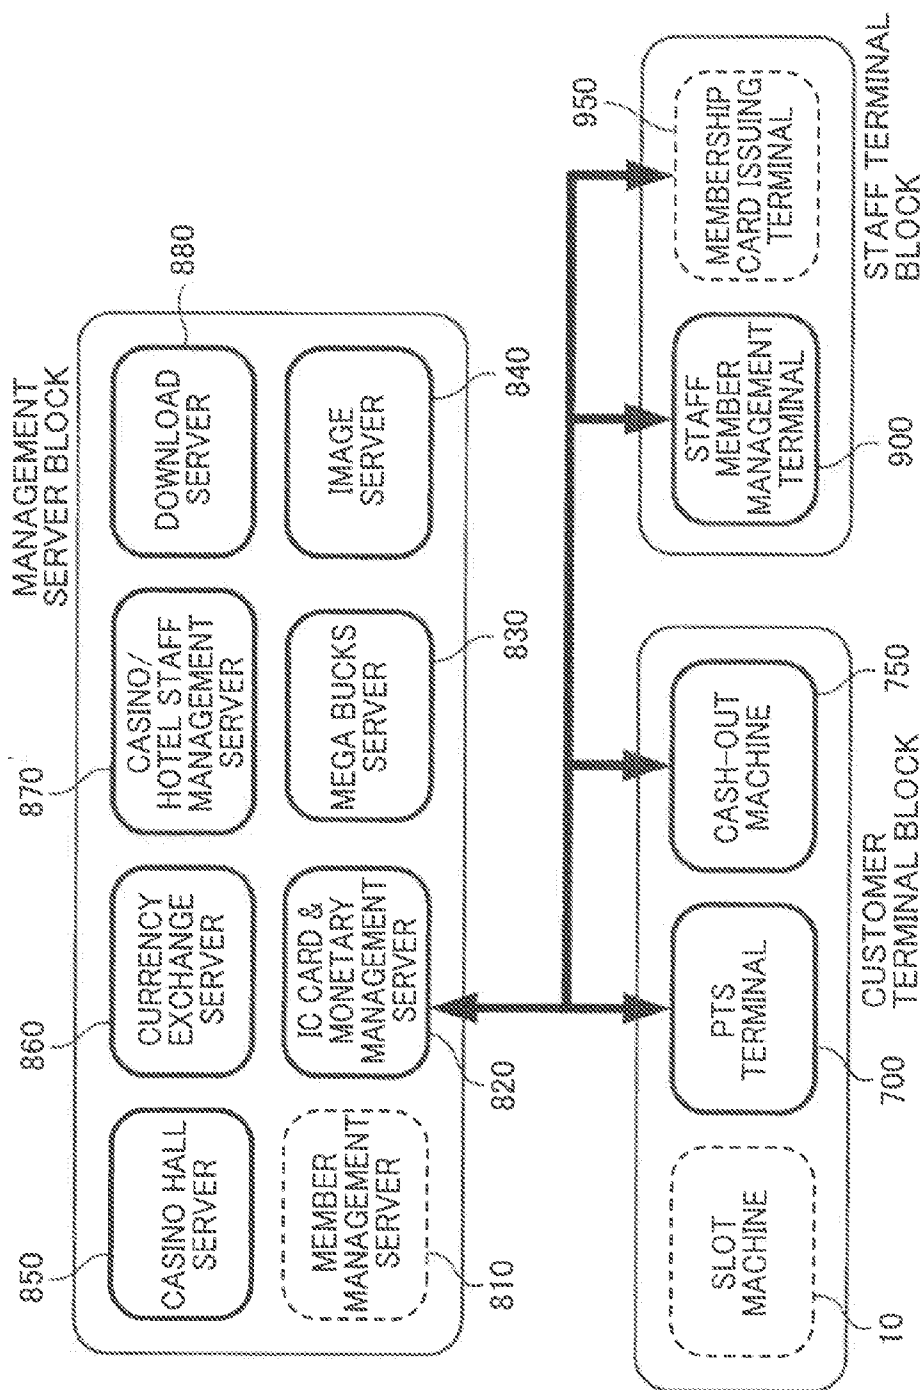 MANAGEMENT
SERVER BLOCK
850
CASINO HALL
SERVER
860
CURRENCY
EXCHANGE
SERVER
870
CASINO/
HOTEL STAFF
MANAGEMENT
SERVER
880
DOWNLOAD
SERVER
MEMBER
MANAGEMENT
SERVER
810
IC CARD &
MONETARY
MANAGEMENT
SERVER
820
MEGA BUCKS
SERVER
830
IMAGE
SERVER
840
SLOT
MACHINE
10
PTS
TERMINAL
700
CASH-OUT
MACHINE
750
CUSTOMER
TERMINAL BLOCK
STAFF
MEMBER
MANAGEMENT
TERMINAL
900
MEMBERSHIP
CARD ISSUING
TERMINAL
950
STAFF TERMINAL
BLOCK